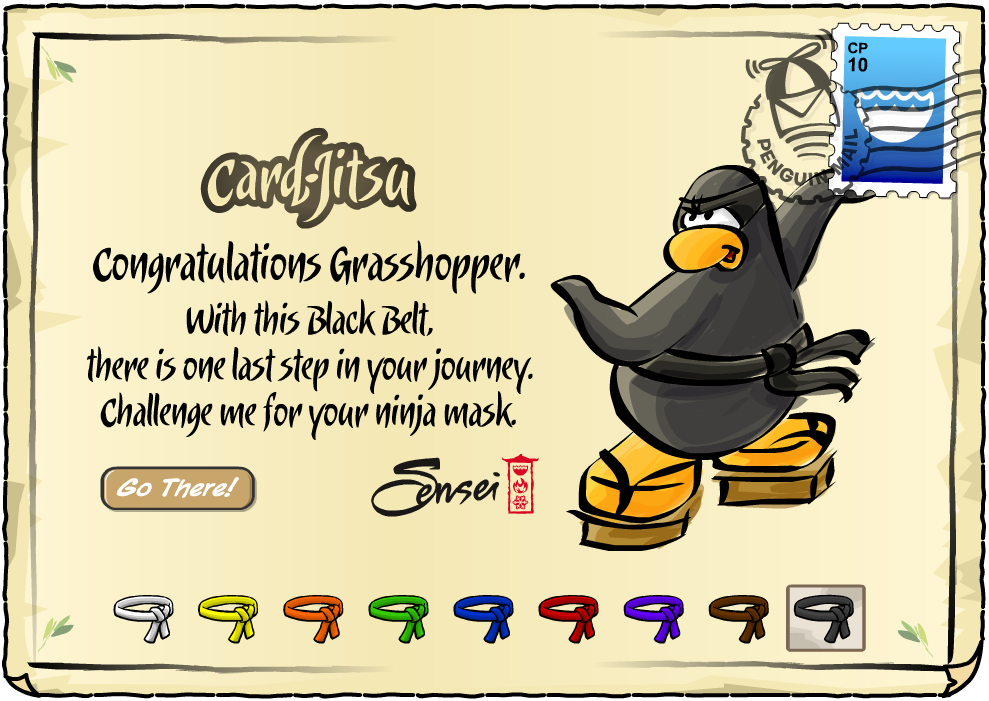 CP
10
PENGUIN MAIL
Card-Jitsu
Congratulations Grasshopper.
With this Black Belt,
there is one last step in your journey.
Challenge me for your ninja mask.
Go There!
Sensei